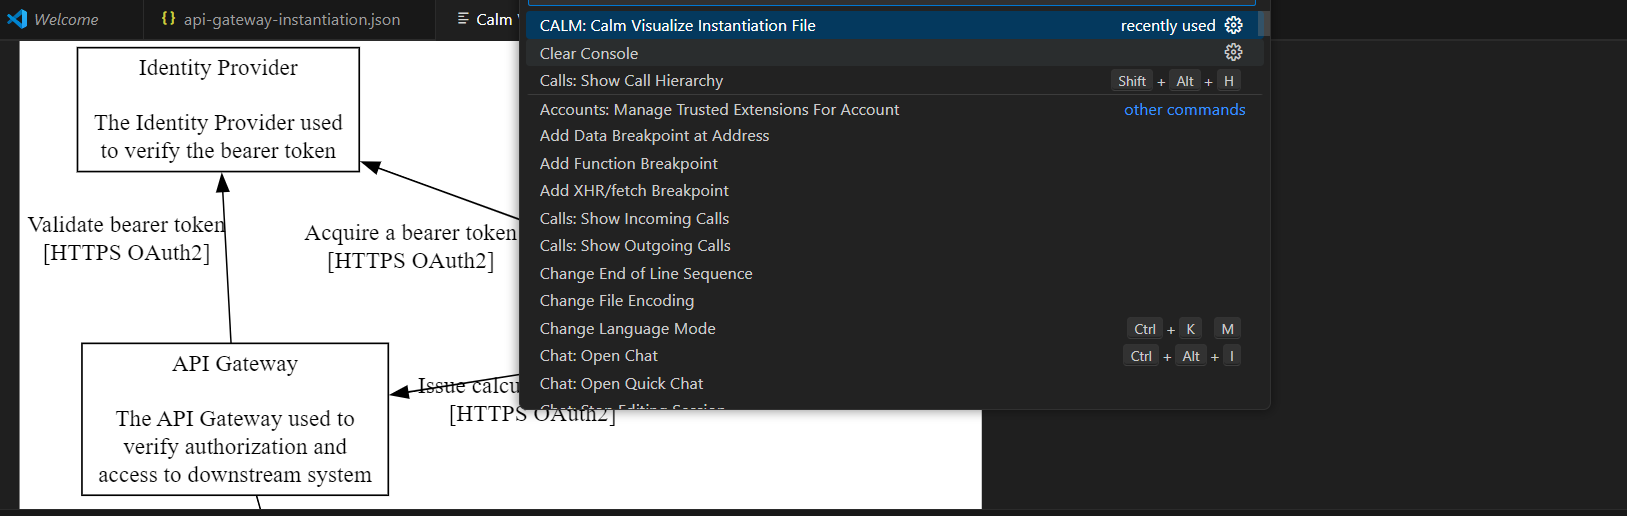 Welcome
api-gateway-instantiation.json
Calm
CALM: Calm Visualize Instantiation File
recently used
Clear Console
Calls: Show Call Hierarchy
Shift + Alt + H
Accounts: Manage Trusted Extensions For Account
other commands
Add Data Breakpoint at Address
Add Function Breakpoint
Add XHR/fetch Breakpoint
Calls: Show Incoming Calls
Calls: Show Outgoing Calls
Change End of Line Sequence
Change File Encoding
Change Language Mode
Ctrl + K M
Chat: Open Chat
Ctrl + Alt + I
Chat: Open Quick Chat
Identity Provider
The Identity Provider used
to verify the bearer token
Validate bearer token
[HTTPS OAuth2]
Acquire a bearer token
[HTTPS OAuth2]
API Gateway
The API Gateway used to
verify authorization and
access to downstream system
Issue calcu
[HTTPS OAuth2]